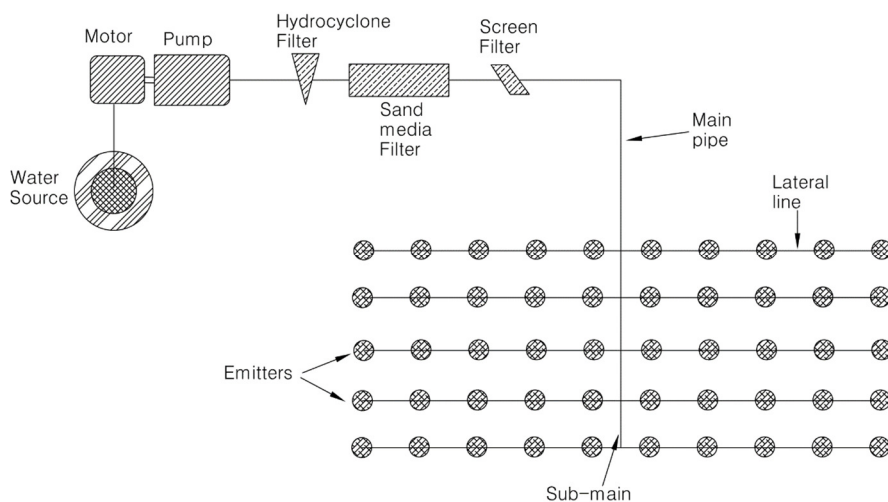 Motor
Pump
Hydrocyclone
Filter
Screen
Filter
Sand
media
Filter
Main
pipe
Water
Source
Lateral
line
Emitters
Sub-main